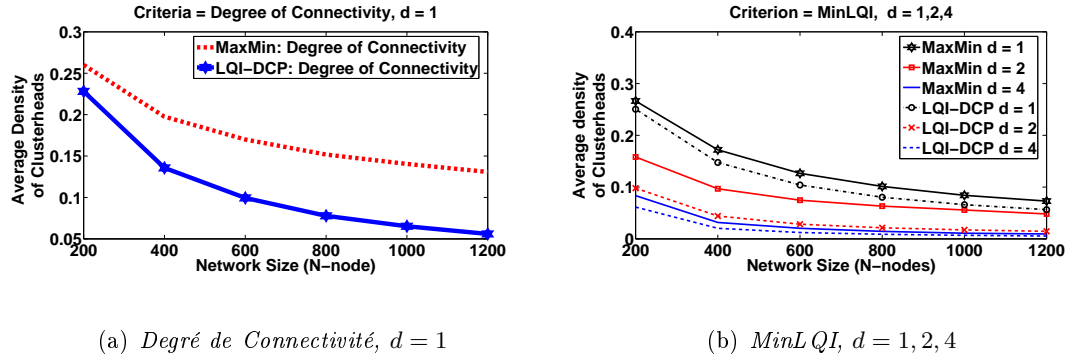 Criteria = Degree of Connectivity, d = 1
0.3
0.25
0.2
0.15
0.1
0.05
Average Density
of Clusterheads
MaxMin: Degree of Connectivity
LQI−DCP: Degree of Connectivity
200 400 600 800 1000 1200
Network Size (N−node)
(a) Degré de Connectivité, d = 1
Criterion = MinLQI, d = 1,2,4
0.4
0.3
0.2
0.1
0
Average density
of Clusterheads
MaxMin d = 1
MaxMin d = 2
MaxMin d = 4
LQI−DCP d = 1
LQI−DCP d = 2
LQI−DCP d = 4
200 400 600 800 1000 1200
Network Size (N−nodes)
(b) MinLQI, d = 1, 2, 4